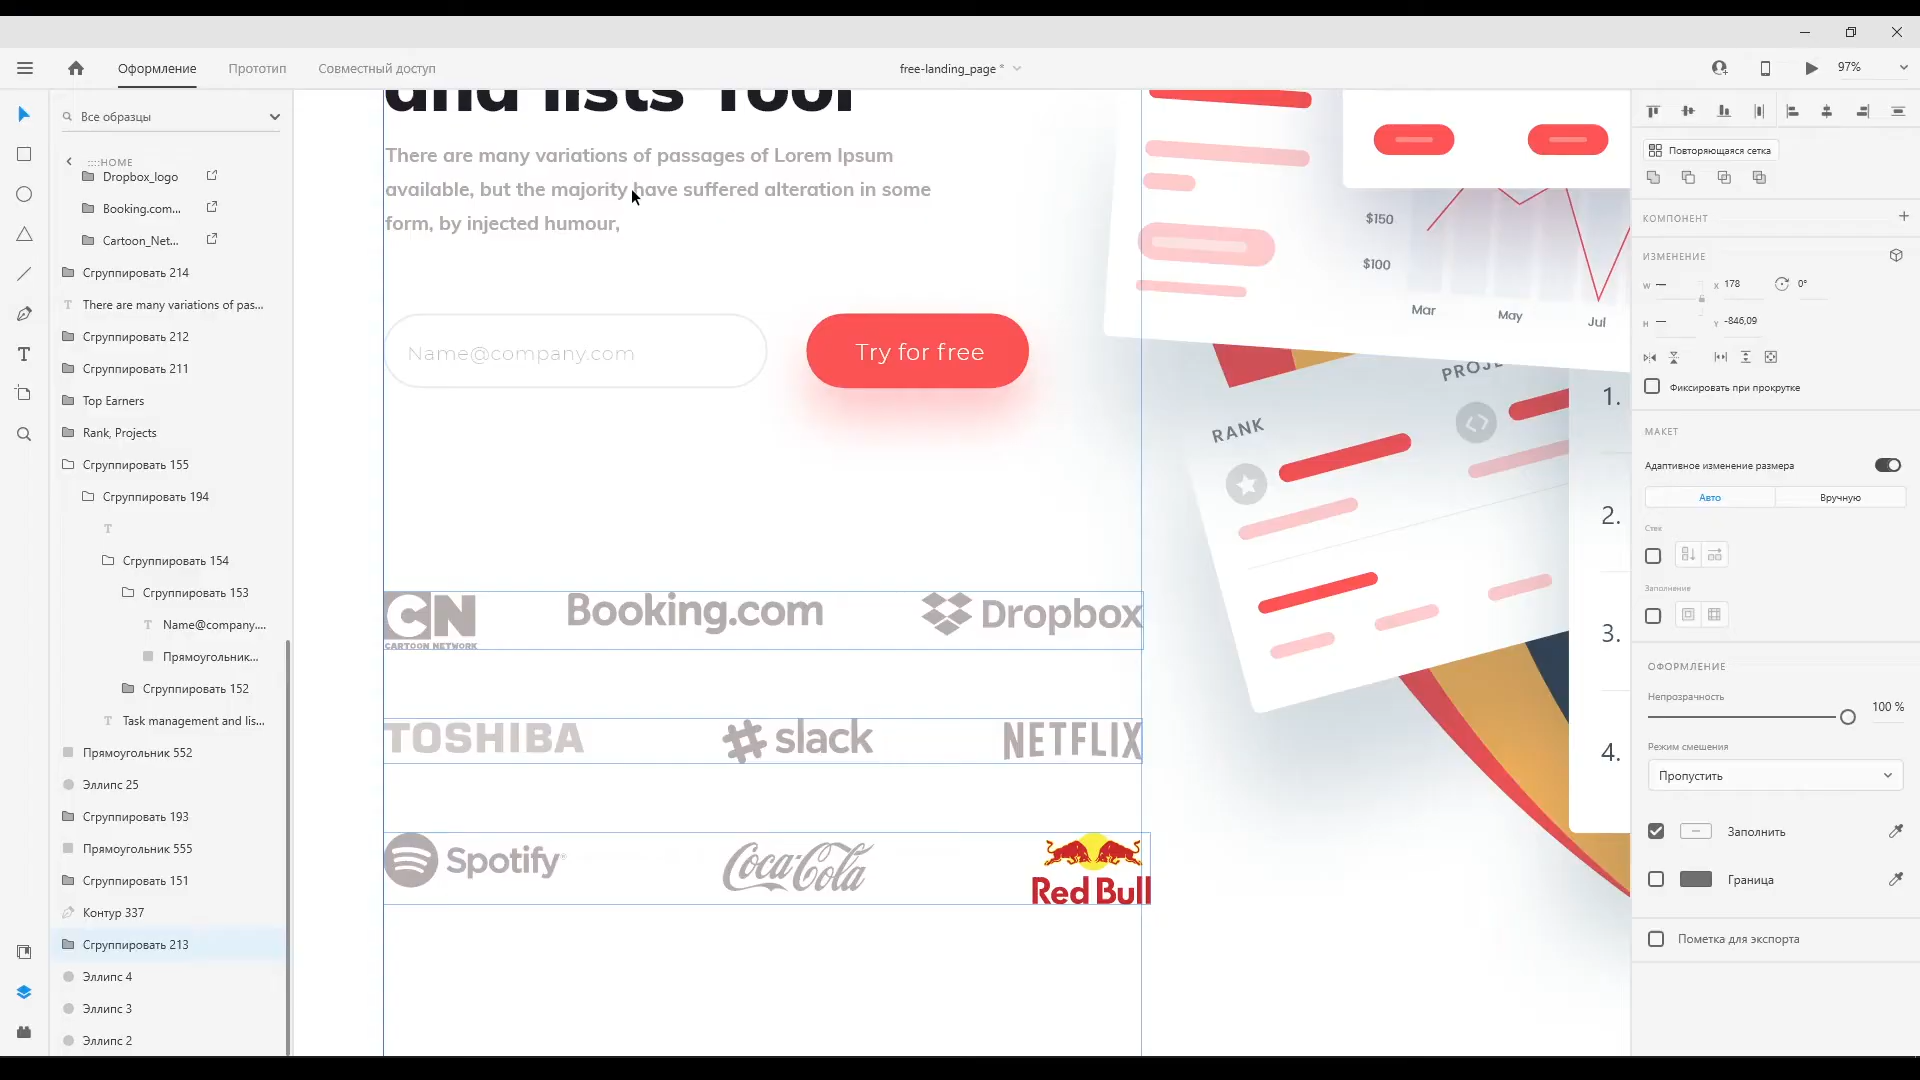 Оформление
Прототип
Совместный доступ
free-landing_page *
97%
Все образцы
::::HOME
Dropbox_logo
Booking.com...
Cartoon_Net...
Сгруппировать 214
There are many variations of pas...
Сгруппировать 212
Сгруппировать 211
Top Earners
Rank, Projects
Сгруппировать 155
Сгруппировать 194
T
Сгруппировать 154
Сгруппировать 153
Name@company....
Прямоугольник...
Сгруппировать 152
Task management and lis...
Прямоугольник 552
Эллипс 25
Сгруппировать 193
Прямоугольник 555
Сгруппировать 151
Контур 337
Сгруппировать 213
Эллипс 4
Эллипс 3
Эллипс 2
and lists Tool
There are many variations of passages of Lorem Ipsum
available, but the majority have suffered alteration in some
form, by injected humour,
Name@company.com
Try for free
CN
CARTOON NETWORK
Booking.com
Dropbox
TOSHIBA
slack
NETFLIX
Spotify
Coca-Cola
Red Bull
$150
$100
Mar
May
Jul
RANK
PROJE
1.
2.
3.
4.
Повторяющаяся сетка
КОМПОНЕНТ
ИЗМЕНЕНИЕ
W —
X 178
0°
H —
Y -846,09
Фиксировать при прокрутке
МАКЕТ
Адаптивное изменение размера
Авто
Вручную
Стек
Заполнение
ОФОРМЛЕНИЕ
Непрозрачность
100 %
Режим смешения
Пропустить
Заполнить
Граница
Пометка для экспорта